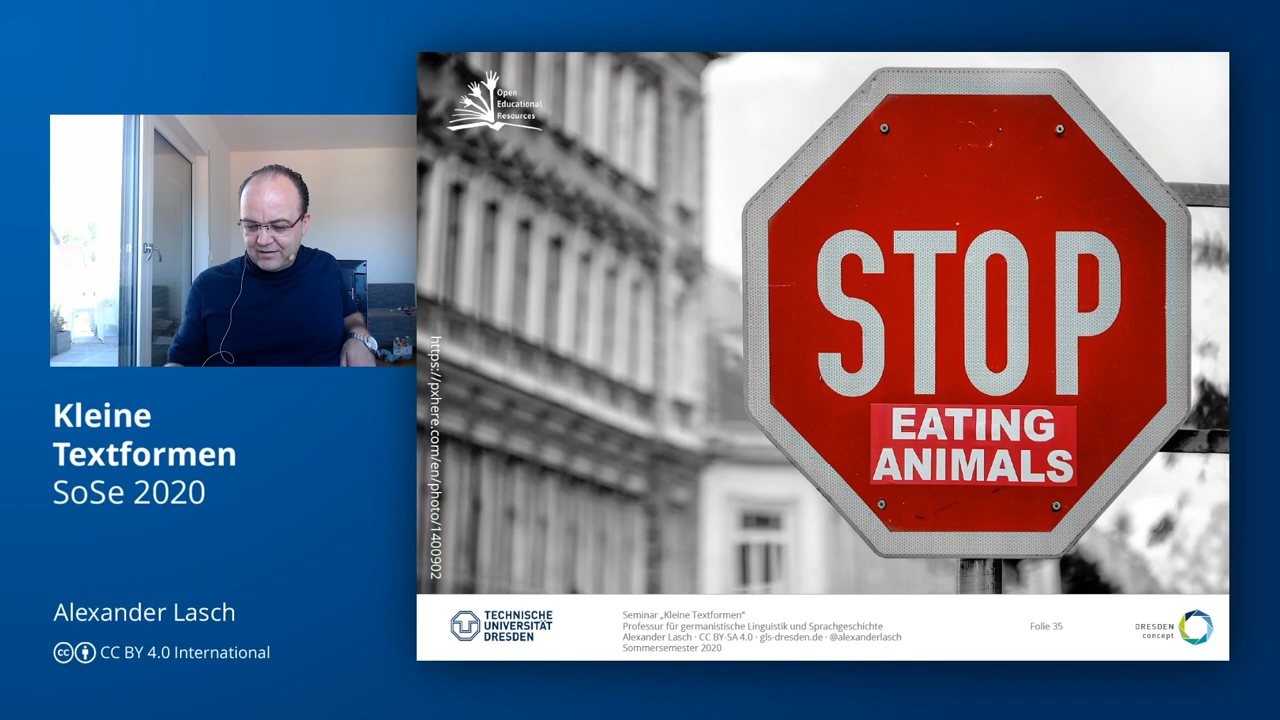 Open
Educational
Resources
STOP
EATING
ANIMALS
https://pxhere.com/en/photo/1400902
Kleine
Textformen
SoSe 2020
Alexander Lasch
CC BY 4.0 International
TECHNISCHE
UNIVERSITÄT
DRESDEN
Seminar „Kleine Textformen“
Professur für germanistische Linguistik und Sprachgeschichte
Alexander Lasch · CC BY-SA 4.0 · gls-dresden.de · @alexanderlasch
Sommersemester 2020
Folie 35
DRESDEN
concept